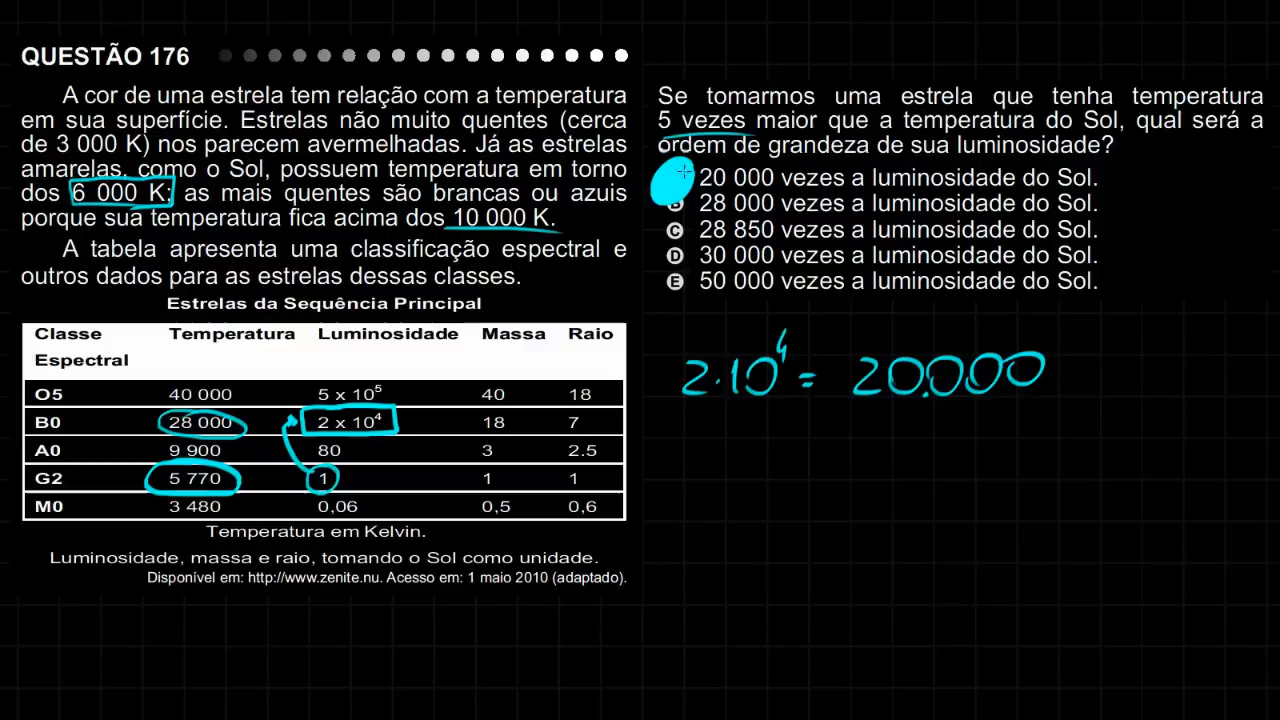 QUESTÃO 176
A cor de uma estrela tem relação com a temperatura
em sua superfície. Estrelas não muito quentes (cerca
de 3 000 K) nos parecem avermelhadas. Já as estrelas
amarelas, como o Sol, possuem temperatura em torno
dos 6 000 K; as mais quentes são brancas ou azuis
porque sua temperatura fica acima dos 10 000 K.
A tabela apresenta uma classificação espectral e
outros dados para as estrelas dessas classes.
Estrelas da Sequência Principal
Classe Espectral Temperatura Luminosidade Massa Raio
O5 40 000 5 x 10⁵ 40 18
B0 28 000 2 x 10⁴ 18 7
A0 9 900 80 3 2.5
G2 5 770 1 1 1
M0 3 480 0,06 0,5 0,6
Temperatura em Kelvin.
Luminosidade, massa e raio, tomando o Sol como unidade.
Disponível em: http://www.zenite.nu. Acesso em: 1 maio 2010 (adaptado).
Se tomarmos uma estrela que tenha temperatura
5 vezes maior que a temperatura do Sol, qual será a
ordem de grandeza de sua luminosidade?
20 000 vezes a luminosidade do Sol.
B 28 000 vezes a luminosidade do Sol.
C 28 850 vezes a luminosidade do Sol.
D 30 000 vezes a luminosidade do Sol.
E 50 000 vezes a luminosidade do Sol.
2·10⁴ = 20.000